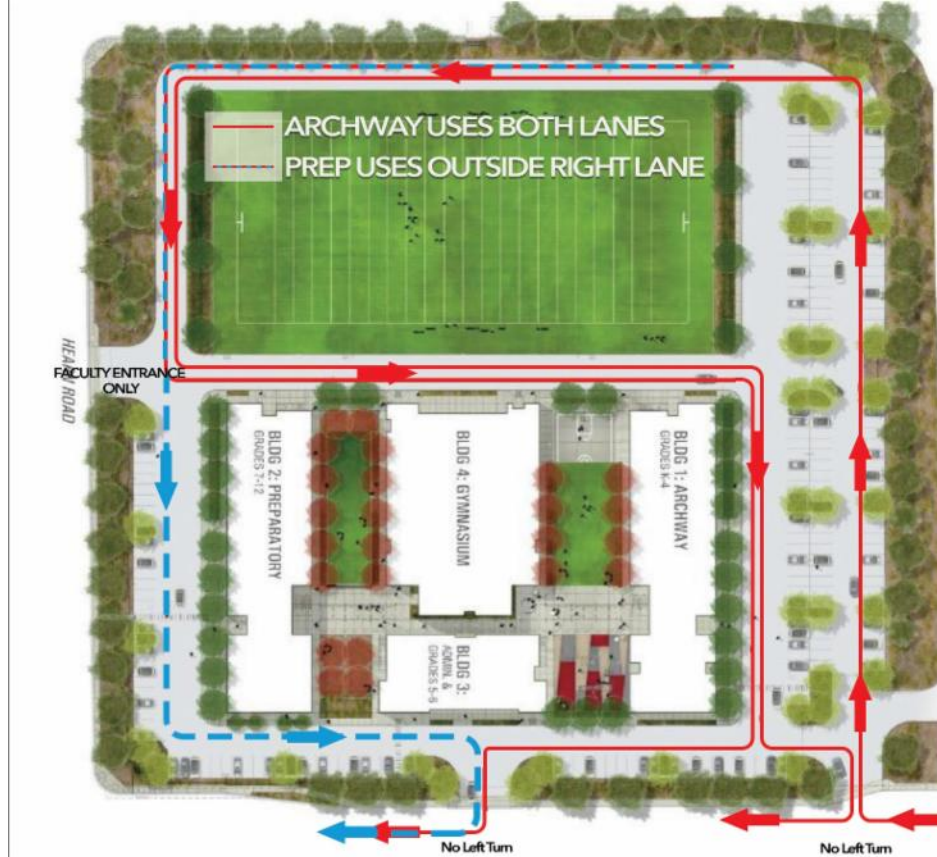 ARCHWAY USES BOTH LANES
PREP USES OUTSIDE RIGHT LANE
FACULTY ENTRANCE
ONLY
BLDG 2: PREPARATORY
GRADES 7-12
BLDG 4: GYMNASIUM
BLDG 1: ARCHWAY
GRADES K-4
BLDG 3:
ADMIN. &
GRADES 5-6
No Left Turn
No Left Turn